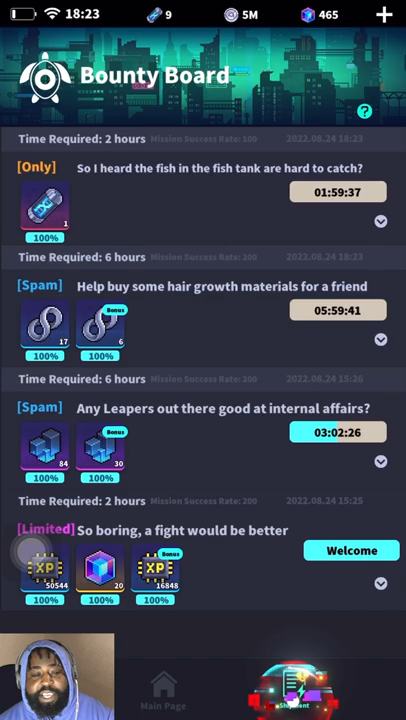 18:23
9
5M
465
Bounty Board
?
Time Required: 2 hours Mission Success Rate: 100 2022.08.24 18:23
[Only] So I heard the fish in the fish tank are hard to catch?
01:59:37
1
100%
Time Required: 6 hours Mission Success Rate: 200 2022.08.24 18:23
[Spam] Help buy some hair growth materials for a friend
05:59:41
Bonus
17 6
100% 100%
Time Required: 6 hours Mission Success Rate: 200 2022.08.24 15:26
[Spam] Any Leapers out there good at internal affairs?
03:02:26
Bonus
84 30
100% 100%
Time Required: 2 hours Mission Success Rate: 200 2022.08.24 15:25
[Limited] So boring, a fight would be better
Welcome
Bonus
XP XP
50544 20 16848
100% 100% 100%
Main Page